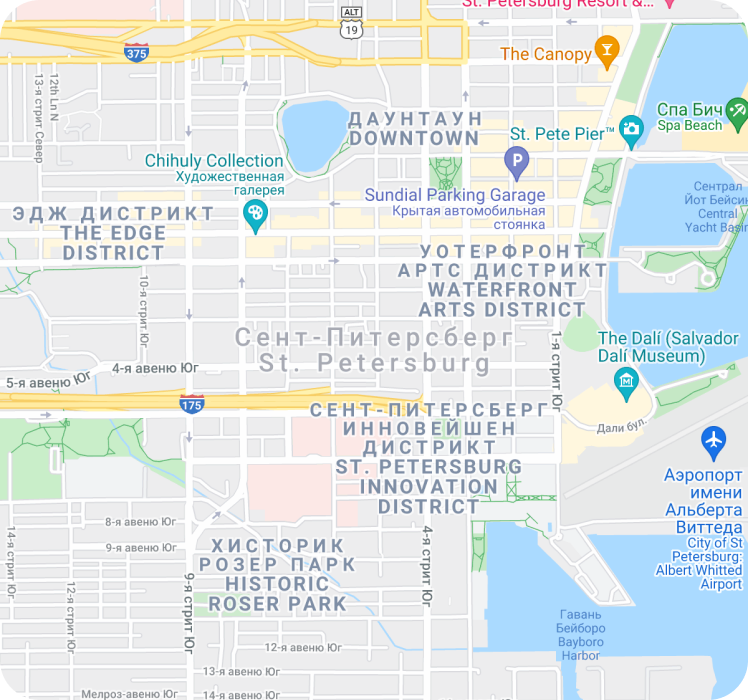 St. Petersburg Resort &...
ALT
19
375
The Canopy
12th Ln N
13-я стрит Север
Спа Бич
Spa Beach
ДАУНТАУН
DOWNTOWN
St. Pete Pier™
Chihuly Collection
Художественная
галерея
P
Sundial Parking Garage
Крытая автомобильная
стоянка
Сентрал
Йот Бейсин
Central
Yacht Basin
ЭДЖ ДИСТРИКТ
THE EDGE
DISTRICT
УОТЕРФРОНТ
АРТС ДИСТРИКТ
WATERFRONT
ARTS DISTRICT
10-я стрит Юг
Сент-Питерсберг
St. Petersburg
1-я стрит Юг
The Dalí (Salvador
Dalí Museum)
4-я авеню Юг
5-я авеню Юг
175
СЕНТ-ПИТЕРСБЕРГ
ИННОВЕЙШЕН
ДИСТРИКТ
ST. PETERSBURG
INNOVATION
DISTRICT
Дали бул.
Аэропорт
имени
Альберта
Виттеда
City of St
Petersburg:
Albert Whitted
Airport
8-я авеню Юг
9-я авеню Юг
14-я стрит Юг
12-я стрит Юг
9-я стрит Юг
4-я стрит Юг
ХИСТОРИК
РОЗЕР ПАРК
HISTORIC
ROSER PARK
Гавань
Бейборо
Bayboro
Harbor
12-я авеню Юг
13-я авеню Юг
Мелроз-авеню Юг
14-я авеню Юг